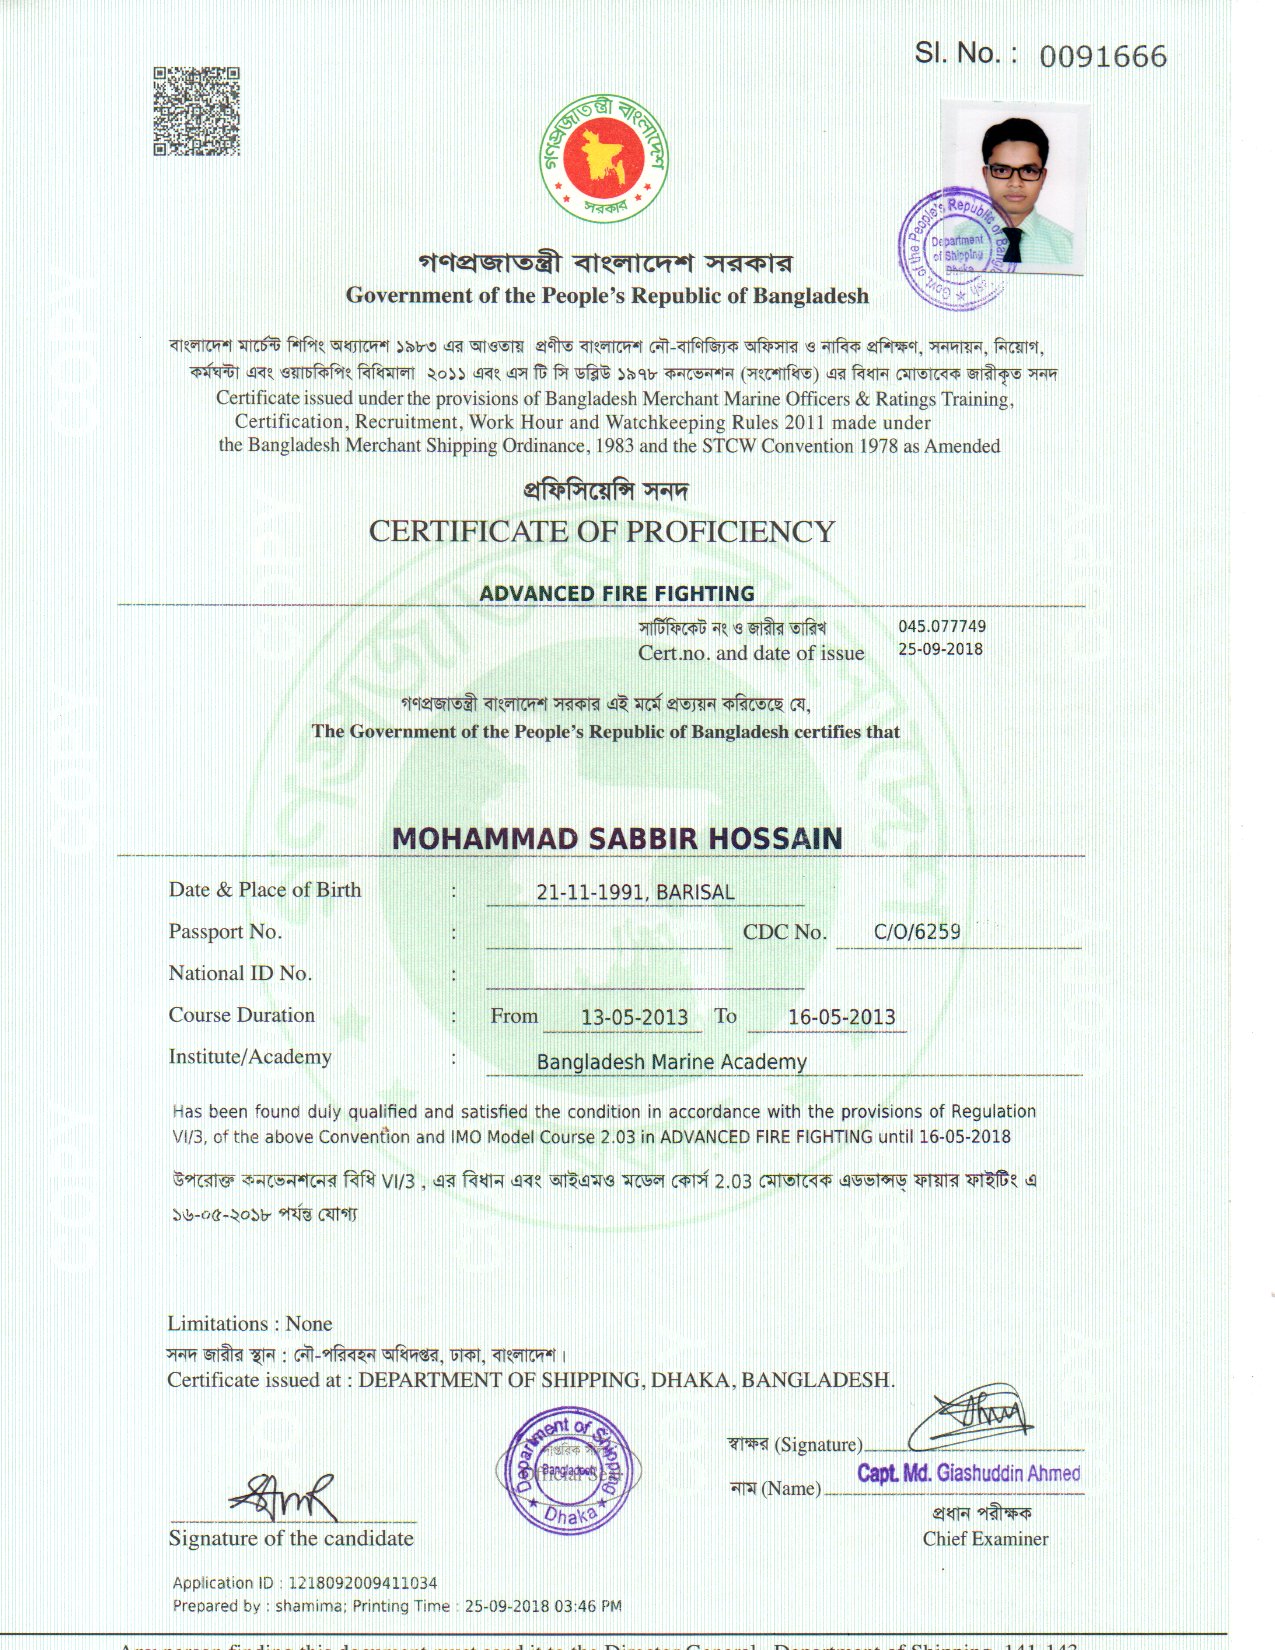 Sl. No. : 0091666
গণপ্রজাতন্ত্রী বাংলাদেশ
সরকার
Govt. of the People's Republic of Bangladesh
Department
of Shipping
Dhaka
গণপ্রজাতন্ত্রী বাংলাদেশ সরকার
Government of the People's Republic of Bangladesh
বাংলাদেশ মার্চেন্ট শিপিং অধ্যাদেশ ১৯৮৩ এর আওতায় প্রণীত বাংলাদেশ নৌ-বাণিজ্যিক অফিসার ও নাবিক প্রশিক্ষণ, সনদায়ন, নিয়োগ,
কর্মঘন্টা এবং ওয়াচকিপিং বিধিমালা ২০১১ এবং এস টি সি ডব্লিউ ১৯৭৮ কনভেনশন (সংশোধিত) এর বিধান মোতাবেক জারীকৃত সনদ
Certificate issued under the provisions of Bangladesh Merchant Marine Officers & Ratings Training,
Certification, Recruitment, Work Hour and Watchkeeping Rules 2011 made under
the Bangladesh Merchant Shipping Ordinance, 1983 and the STCW Convention 1978 as Amended
প্রফিসিয়েন্সি সনদ
CERTIFICATE OF PROFICIENCY
ADVANCED FIRE FIGHTING
সার্টিফিকেট নং ও জারীর তারিখ 045.077749
Cert.no. and date of issue 25-09-2018
গণপ্রজাতন্ত্রী বাংলাদেশ সরকার এই মর্মে প্রত্যয়ন করিতেছে যে,
The Government of the People's Republic of Bangladesh certifies that
MOHAMMAD SABBIR HOSSAIN
Date & Place of Birth : 21-11-1991, BARISAL
Passport No. : CDC No. C/O/6259
National ID No. :
Course Duration : From 13-05-2013 To 16-05-2013
Institute/Academy : Bangladesh Marine Academy
Has been found duly qualified and satisfied the condition in accordance with the provisions of Regulation
VI/3, of the above Convention and IMO Model Course 2.03 in ADVANCED FIRE FIGHTING until 16-05-2018
উপরোক্ত কনভেনশনের বিধি VI/3 , এর বিধান এবং আইএমও মডেল কোর্স 2.03 মোতাবেক এডভান্সড্ ফায়ার ফাইটিং এ
১৬-০৫-২০১৮ পর্যন্ত যোগ্য
Limitations : None
সনদ জারীর স্থান : নৌ-পরিবহন অধিদপ্তর, ঢাকা, বাংলাদেশ।
Certificate issued at : DEPARTMENT OF SHIPPING, DHAKA, BANGLADESH.
Department of Shipping
Bangladesh
Official Seal
Dhaka
স্বাক্ষর (Signature)
Capt. Md. Giashuddin Ahmed
নাম (Name)
প্রধান পরীক্ষক
Chief Examiner
Signature of the candidate
Application ID : 1218092009411034
Prepared by : shamima; Printing Time : 25-09-2018 03:46 PM